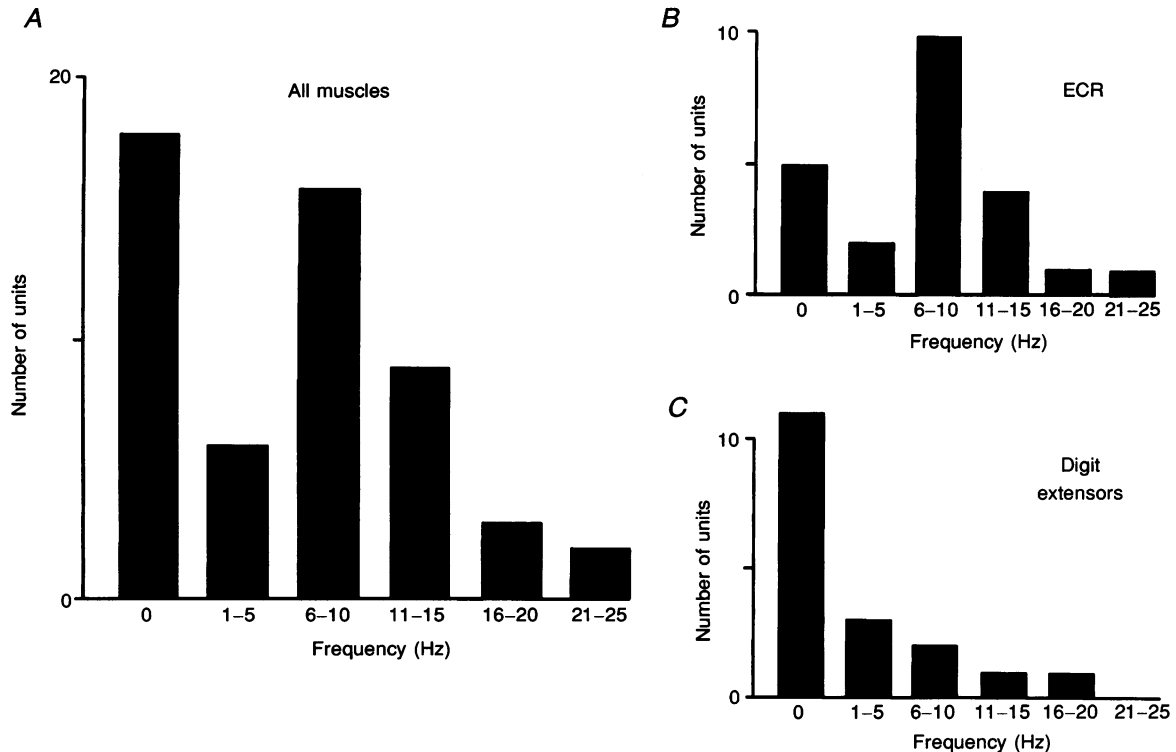 A
All muscles
20
0
Number of units
0 1–5 6–10 11–15 16–20 21–25
Frequency (Hz)
B
ECR
10
0
Number of units
0 1–5 6–10 11–15 16–20 21–25
Frequency (Hz)
C
Digit
extensors
10
0
Number of units
0 1–5 6–10 11–15 16–20 21–25
Frequency (Hz)